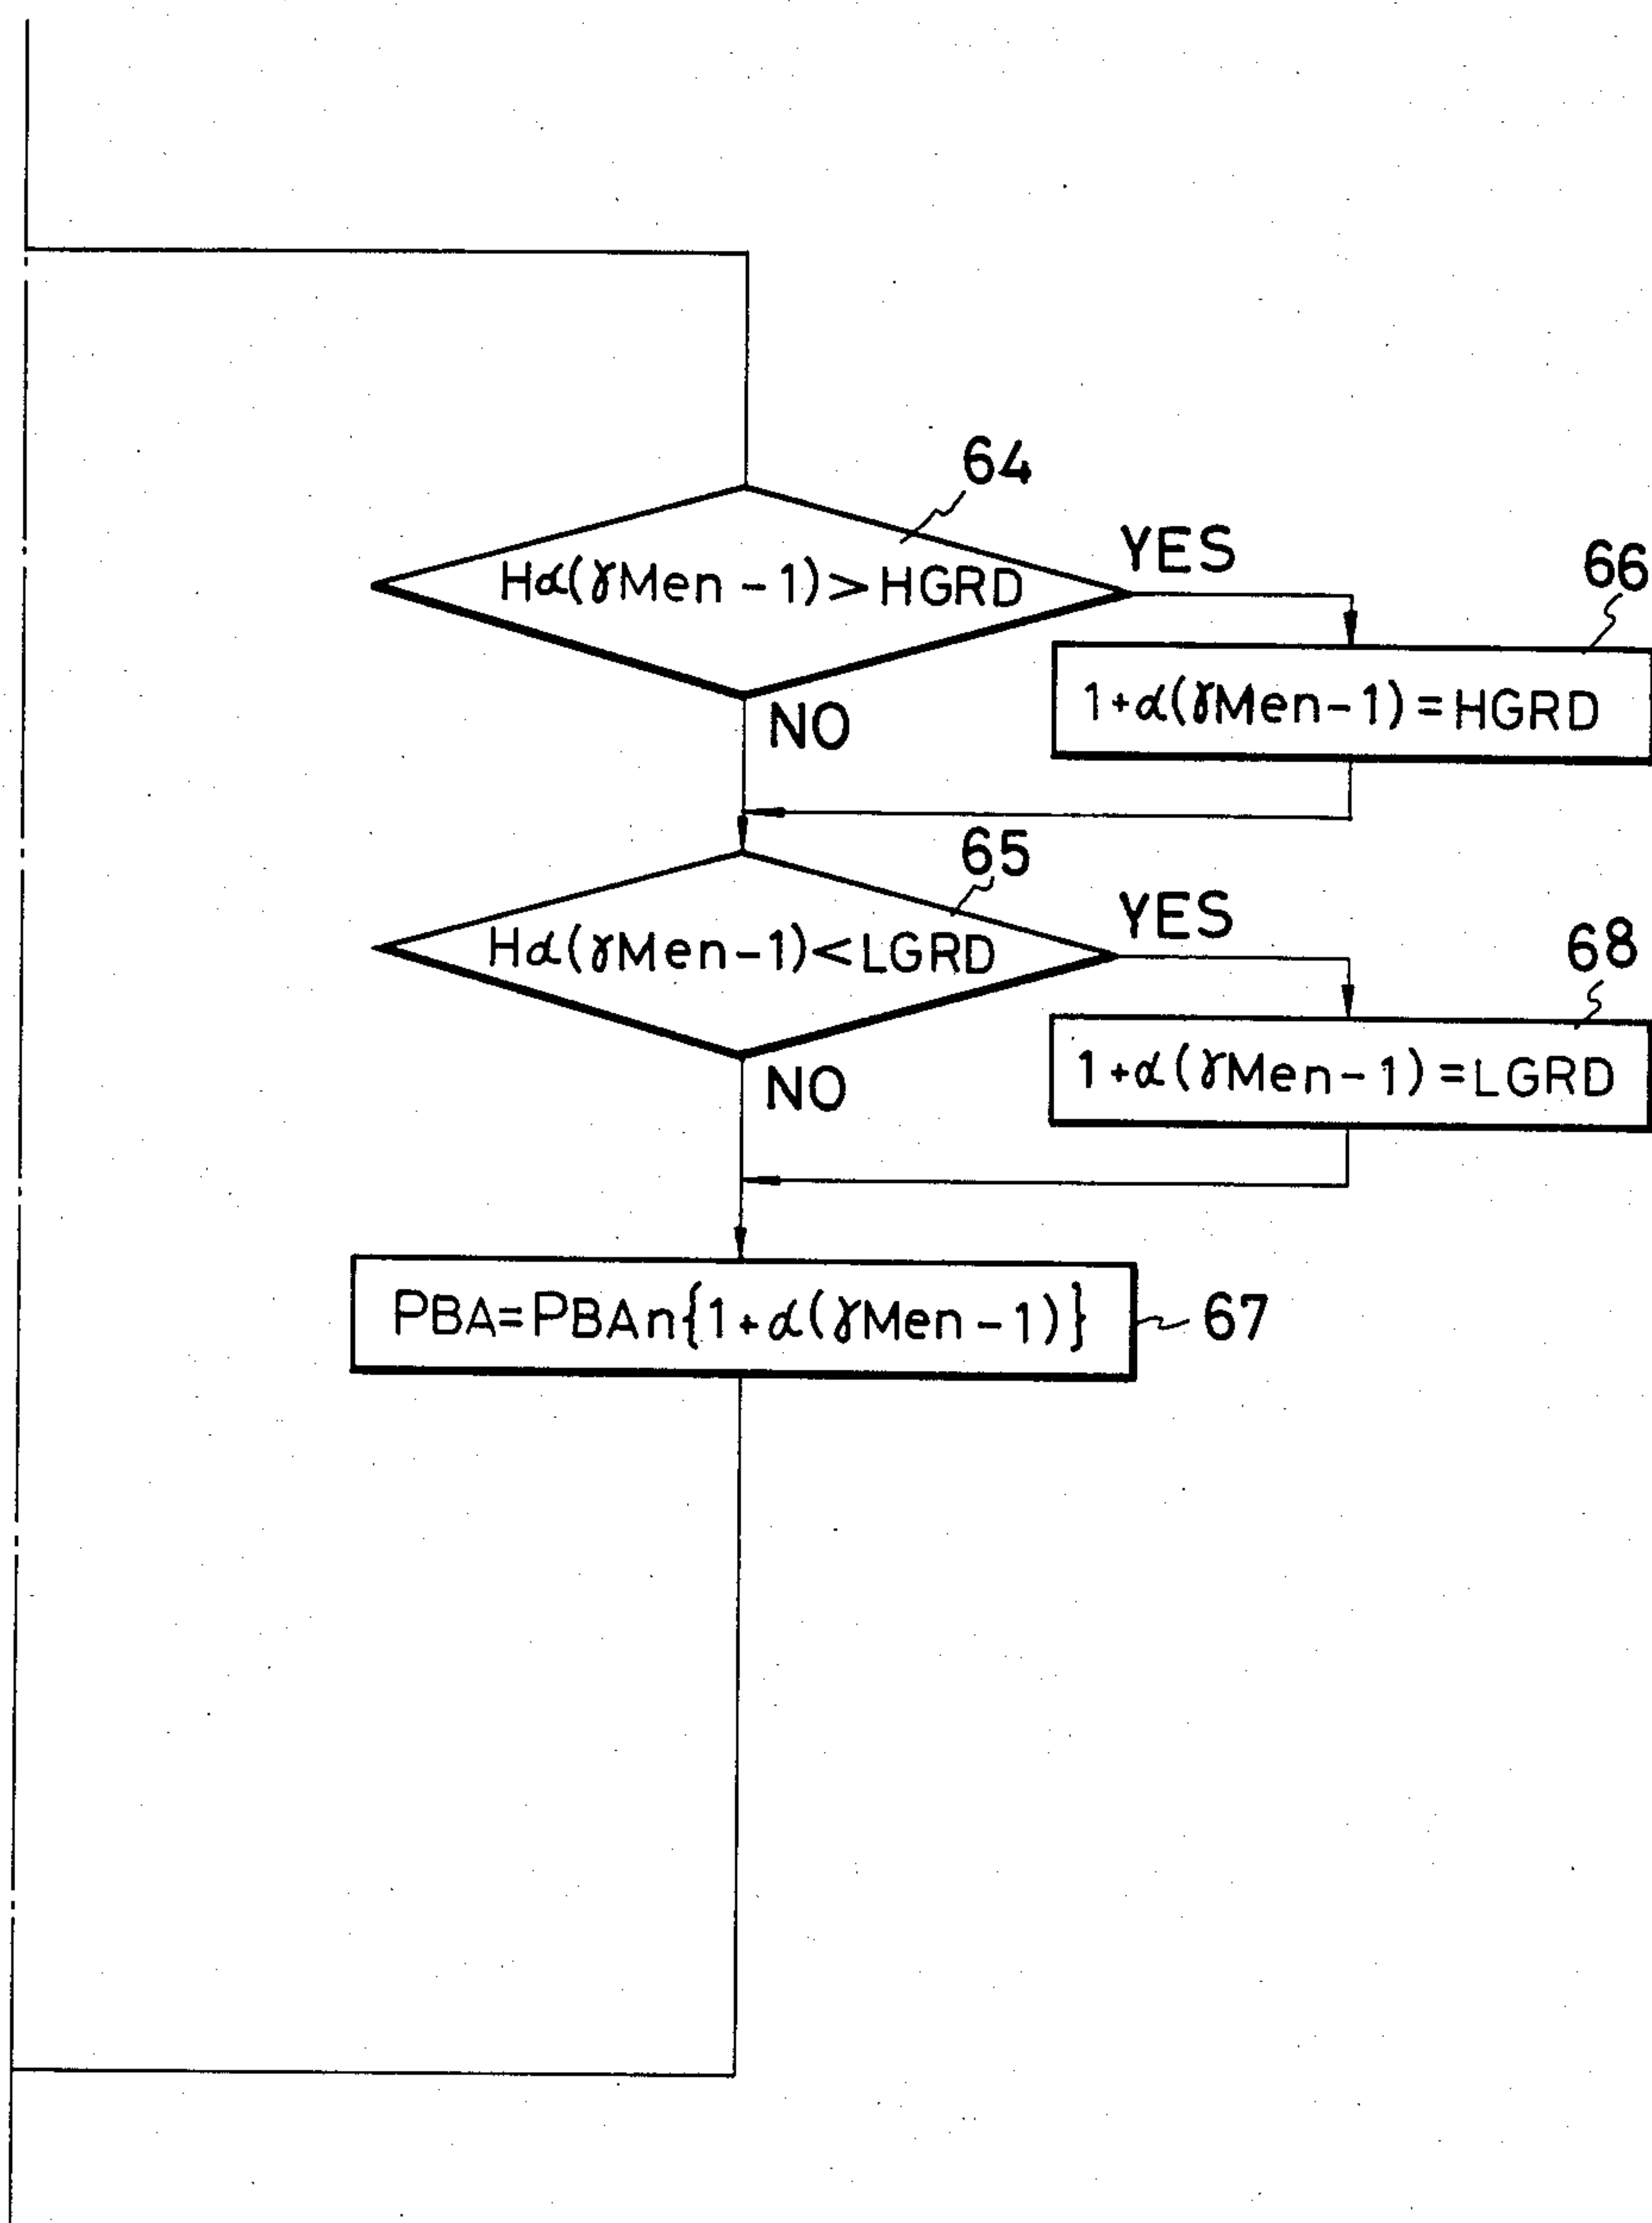 64
Hα(γMen-1)>HGRD
YES
66
1+α(γMen-1)=HGRD
NO
65
Hα(γMen-1)<LGRD
YES
68
1+α(γMen-1)=LGRD
NO
PBA=PBAn{1+α(γMen-1)}
67